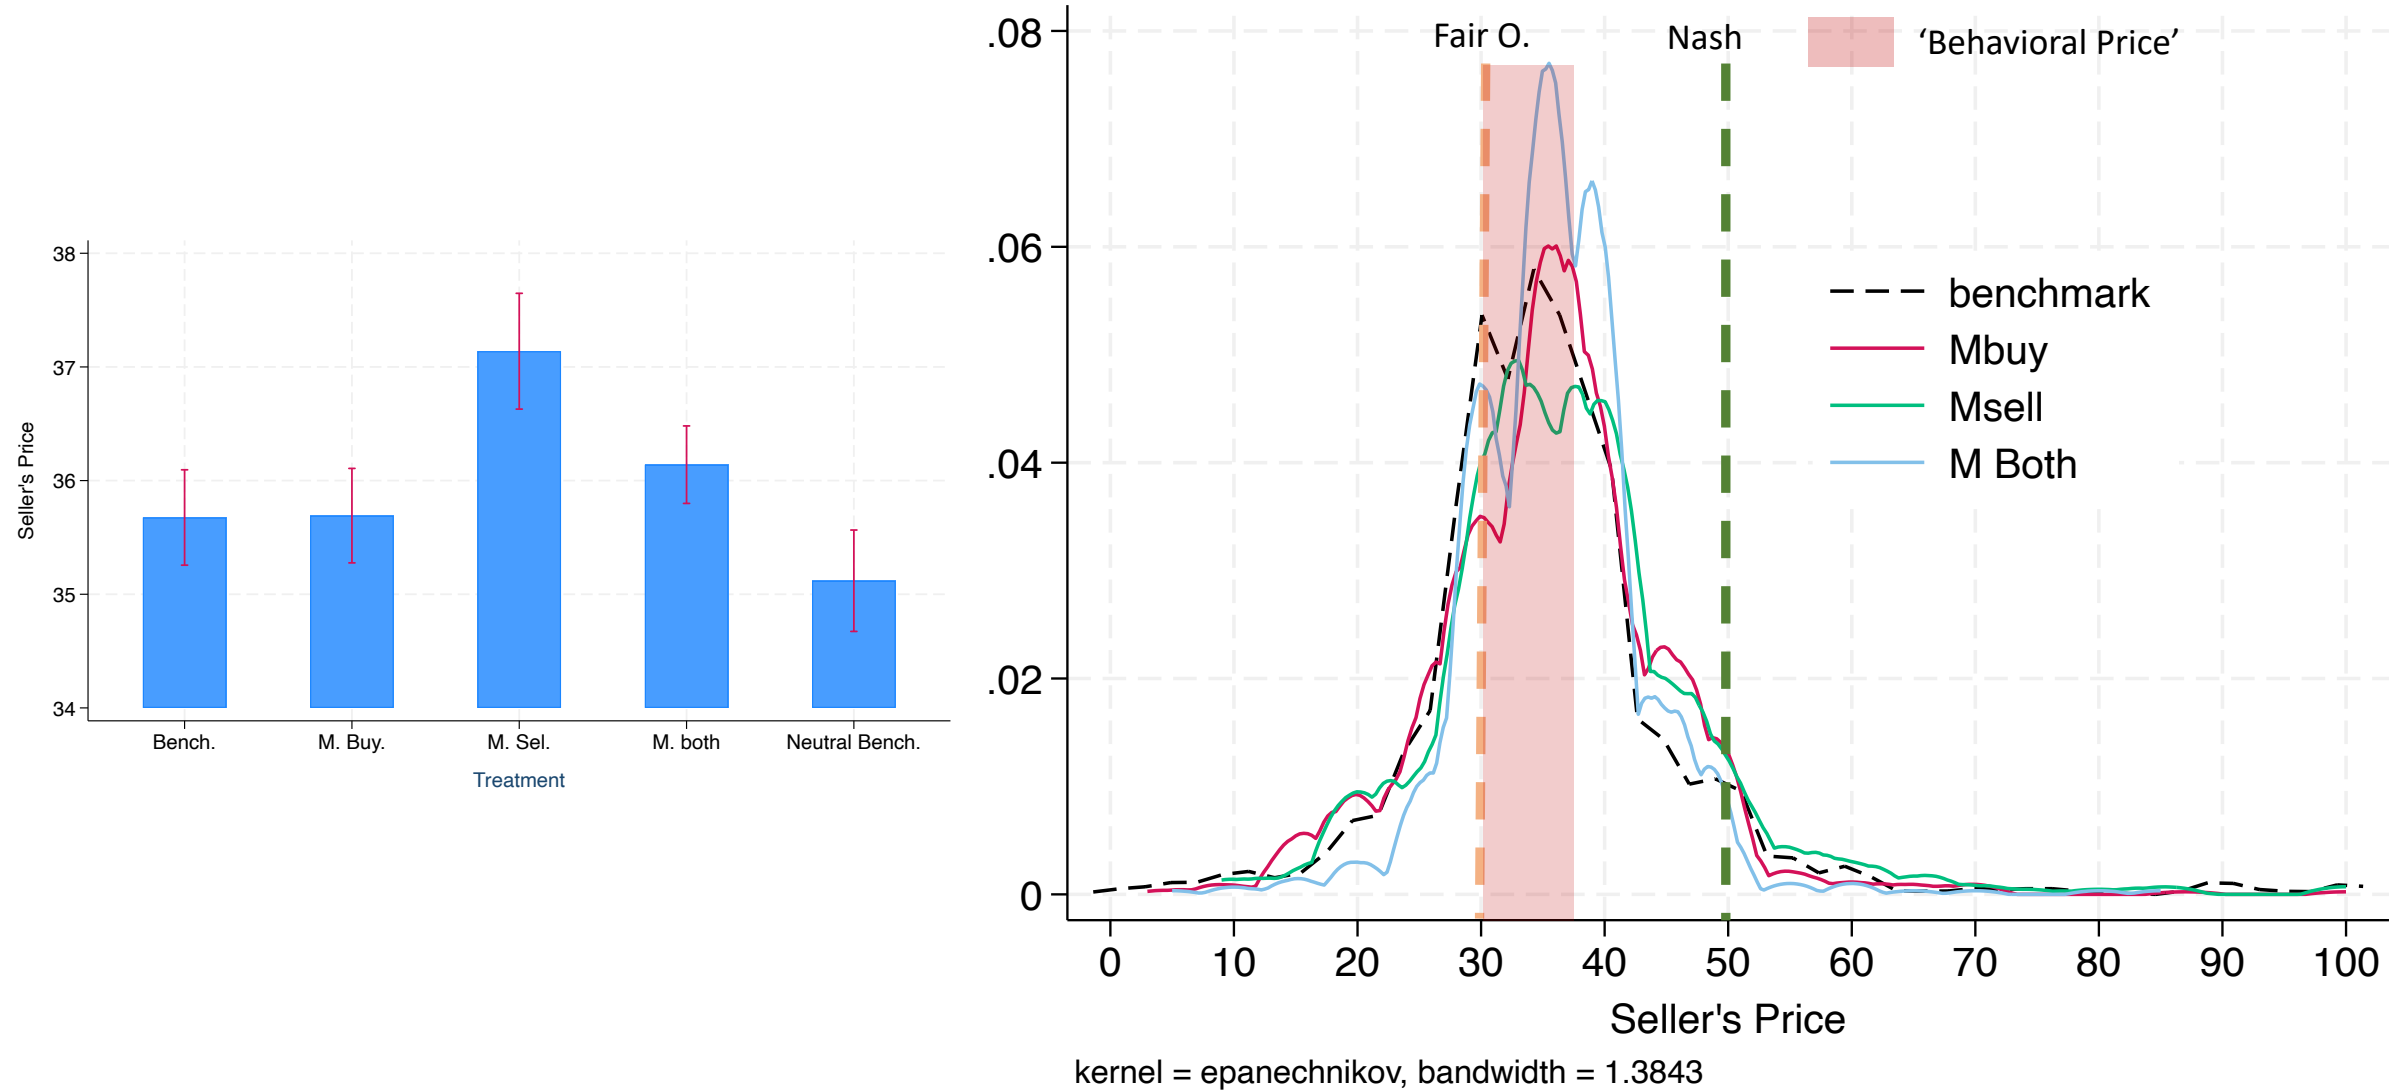 38
37
36
35
34
Seller's Price
Bench. M. Buy. M. Sel. M. both Neutral Bench.
Treatment
Fair O. Nash 'Behavioral Price'
.08
.06
.04
.02
0
benchmark
Mbuy
Msell
M Both
0 10 20 30 40 50 60 70 80 90 100
Seller's Price
kernel = epanechnikov, bandwidth = 1.3843